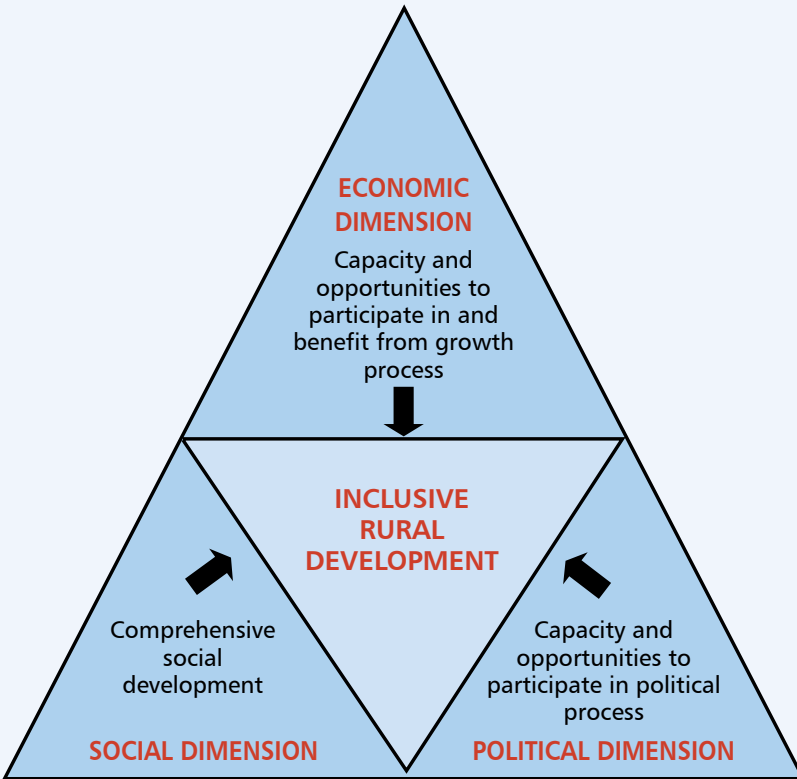 ECONOMIC
DIMENSION
Capacity and
opportunities to
participate in and
benefit from growth
process
INCLUSIVE
RURAL
DEVELOPMENT
Comprehensive
social
development
SOCIAL DIMENSION
Capacity and
opportunities to
participate in political
process
POLITICAL DIMENSION